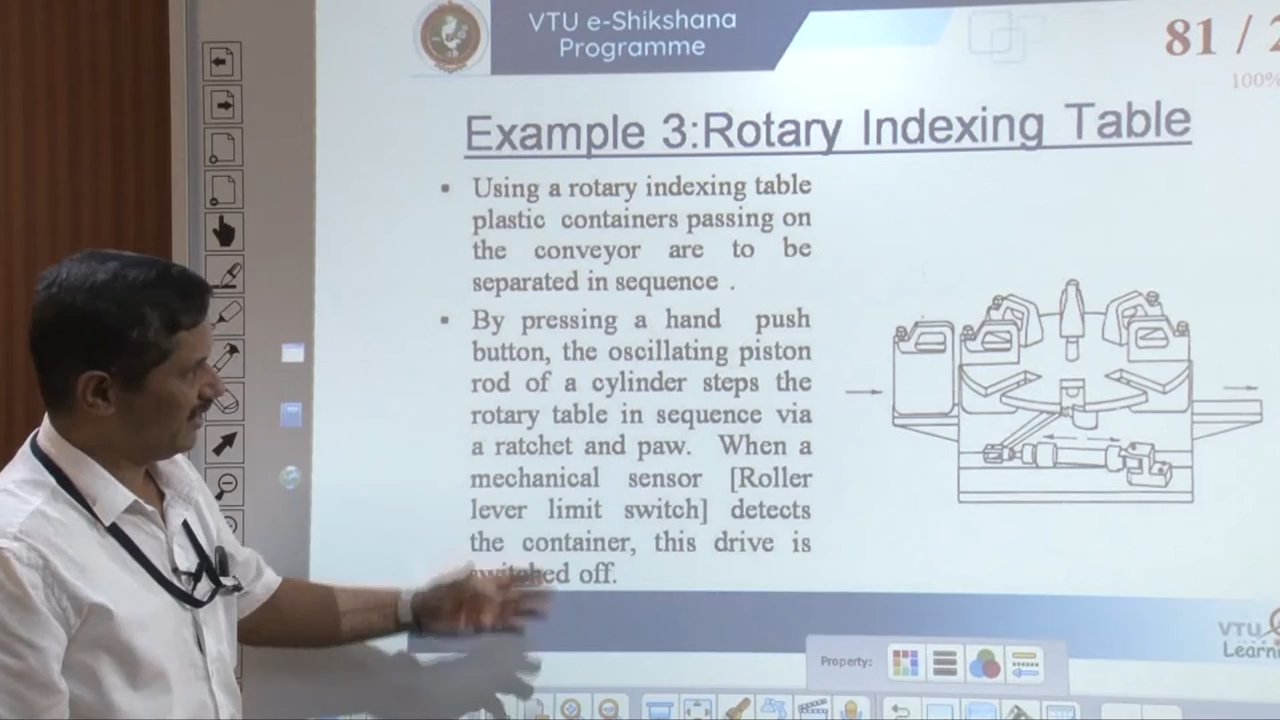 VTU e-Shikshana
Programme
81 / 2
100%
Example 3:Rotary Indexing Table
• Using a rotary indexing table
plastic containers passing on
the conveyor are to be
separated in sequence .
• By pressing a hand push
button, the oscillating piston
rod of a cylinder steps the
rotary table in sequence via
a ratchet and paw. When a
mechanical sensor [Roller
lever limit switch] detects
the container, this drive is
switched off.
VTU
Learn
Property: